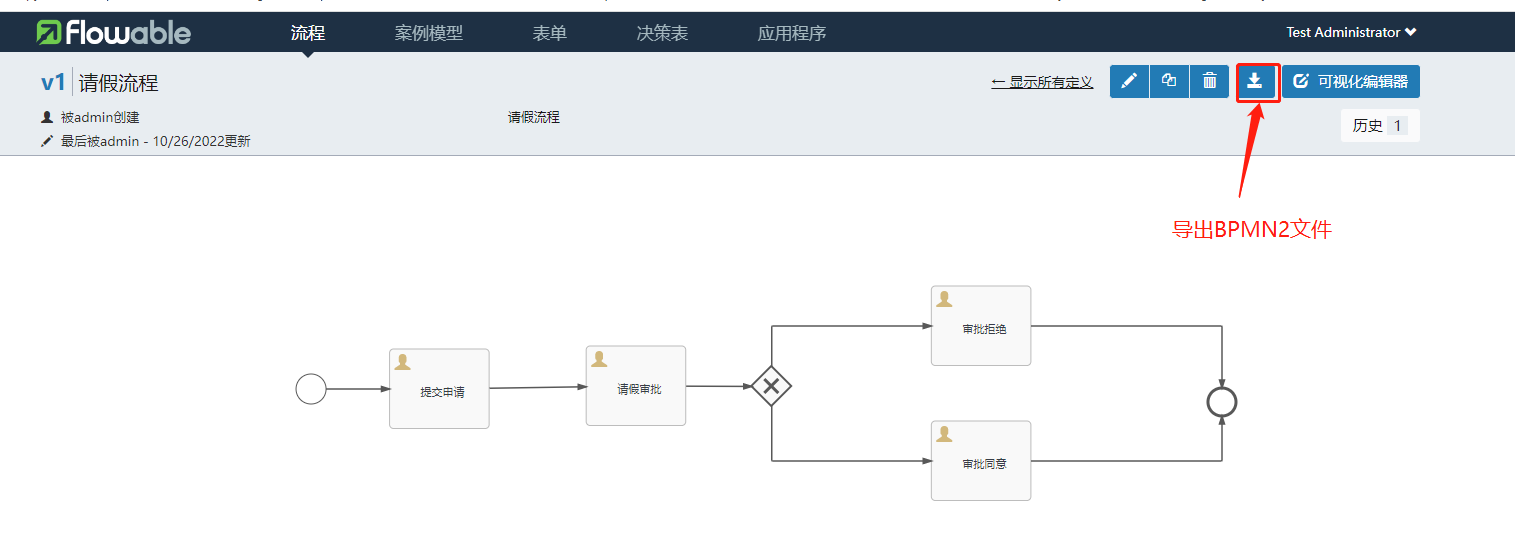 flowable 流程 案例模型 表单 决策表 应用程序 Test Administrator
v1 请假流程 ← 显示所有定义 可视化编辑器
被admin创建 请假流程 历史 1
最后被admin - 10/26/2022更新
导出BPMN2文件
审批拒绝
提交申请 请假审批
审批同意